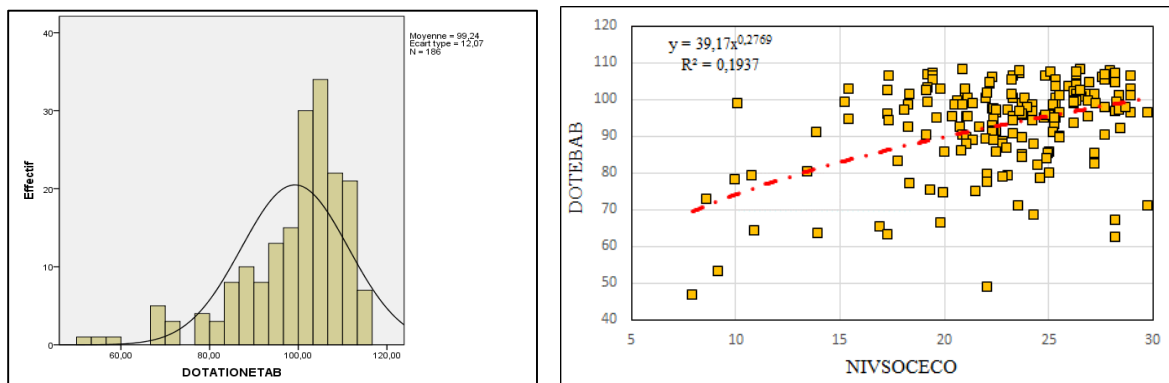 Moyenne = 99,24
Ecart type = 12,07
N = 186
40
30
20
10
0
Effectif
60,00 80,00 100,00 120,00
DOTATIONETAB
y = 39,17x^0,2769
R² = 0,1937
120
110
100
90
80
70
60
50
40
DOTEBAB
5 10 15 20 25 30
NIVSOCECO